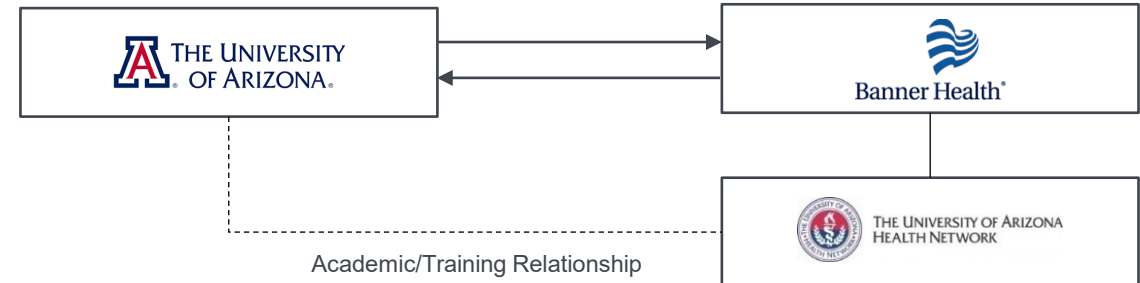 THE UNIVERSITY
OF ARIZONA®
Banner Health®
THE UNIVERSITY OF ARIZONA
HEALTH NETWORK
Academic/Training Relationship